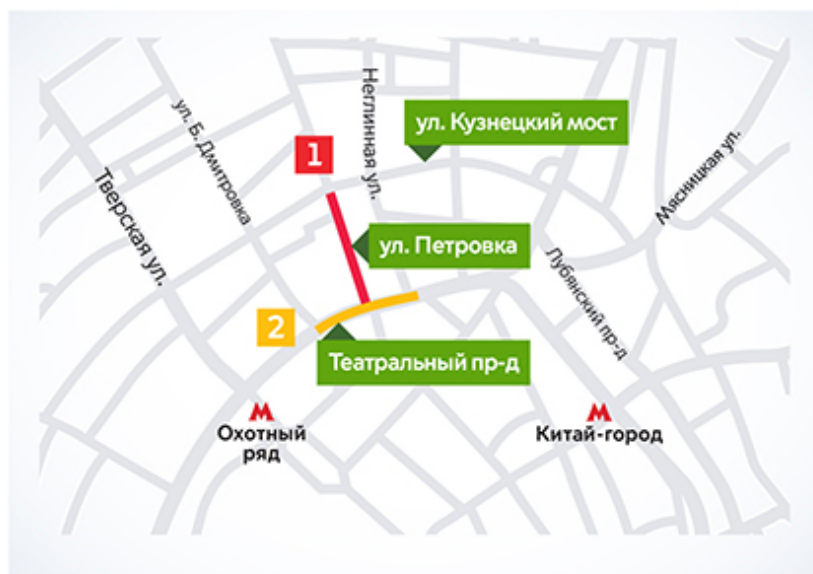 Неглинная ул.
ул. Кузнецкий мост
ул. Б. Дмитровка
1
Мясницкая ул.
Тверская ул.
ул. Петровка
Лубянский пр-д
2
Театральный пр-д
М
Охотный
ряд
М
Китай-город